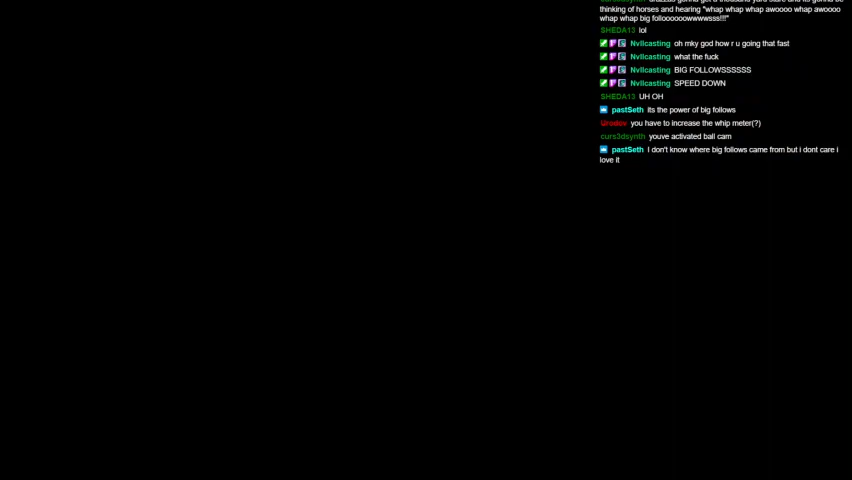 thinking of horses and hearing "whap whap whap awoooo whap awoooo
whap whap big folloooooowwwwsss!!!"
SHEDA13 lol
Nvllcasting oh mky god how r u going that fast
Nvllcasting what the fuck
Nvllcasting BIG FOLLOWSSSSSS
Nvllcasting SPEED DOWN
SHEDA13 UH OH
pastSeth its the power of big follows
you have to increase the whip meter(?)
curs3dsynth youve activated ball cam
pastSeth I don't know where big follows came from but i dont care i
love it